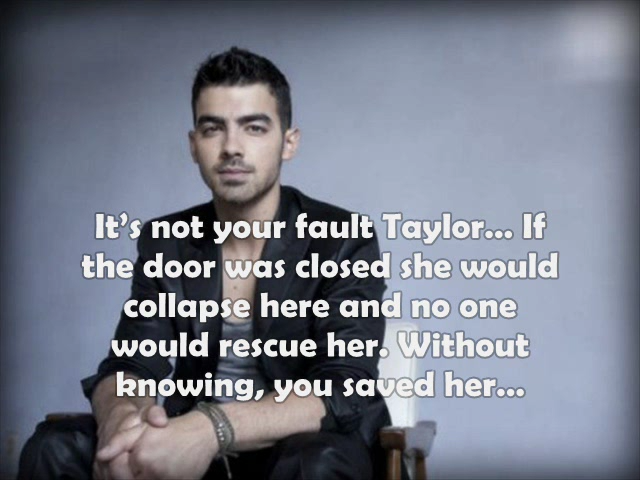 It’s not your fault Taylor... If
the door was closed she would
collapse here and no one
would rescue her. Without
knowing, you saved her...